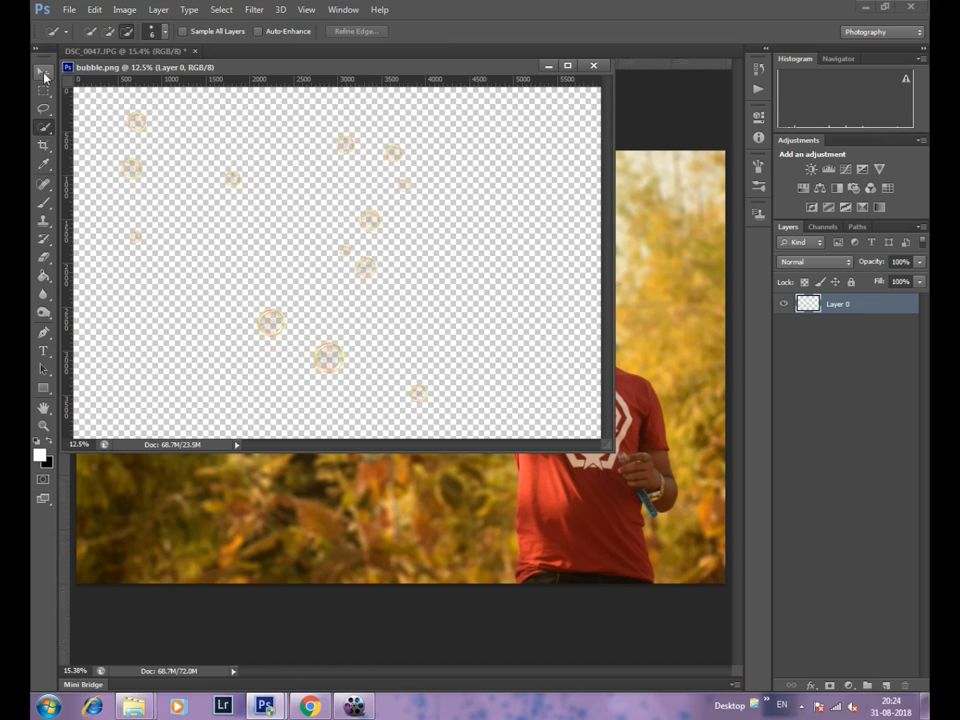 Ps File Edit Image Layer Type Select Filter 3D View Window Help
6 Sample All Layers Auto-Enhance Refine Edge... Photography
DSC_0047.JPG @ 15.4% (RGB/8) * ×
Histogram Navigator
Ps bubble.png @ 12.5% (Layer 0, RGB/8)
0 500 1000 1500 2000 2500 3000 3500 4000 4500 5000 5500
Adjustments
Add an adjustment
Layers Channels Paths
Kind
Normal Opacity: 100%
Lock: Fill: 100%
Layer 0
12.5% Doc: 68.7M/23.5M
15.38% Doc: 68.7M/72.0M
Mini Bridge
Lr Ps Desktop » EN 20:24
31-08-2018